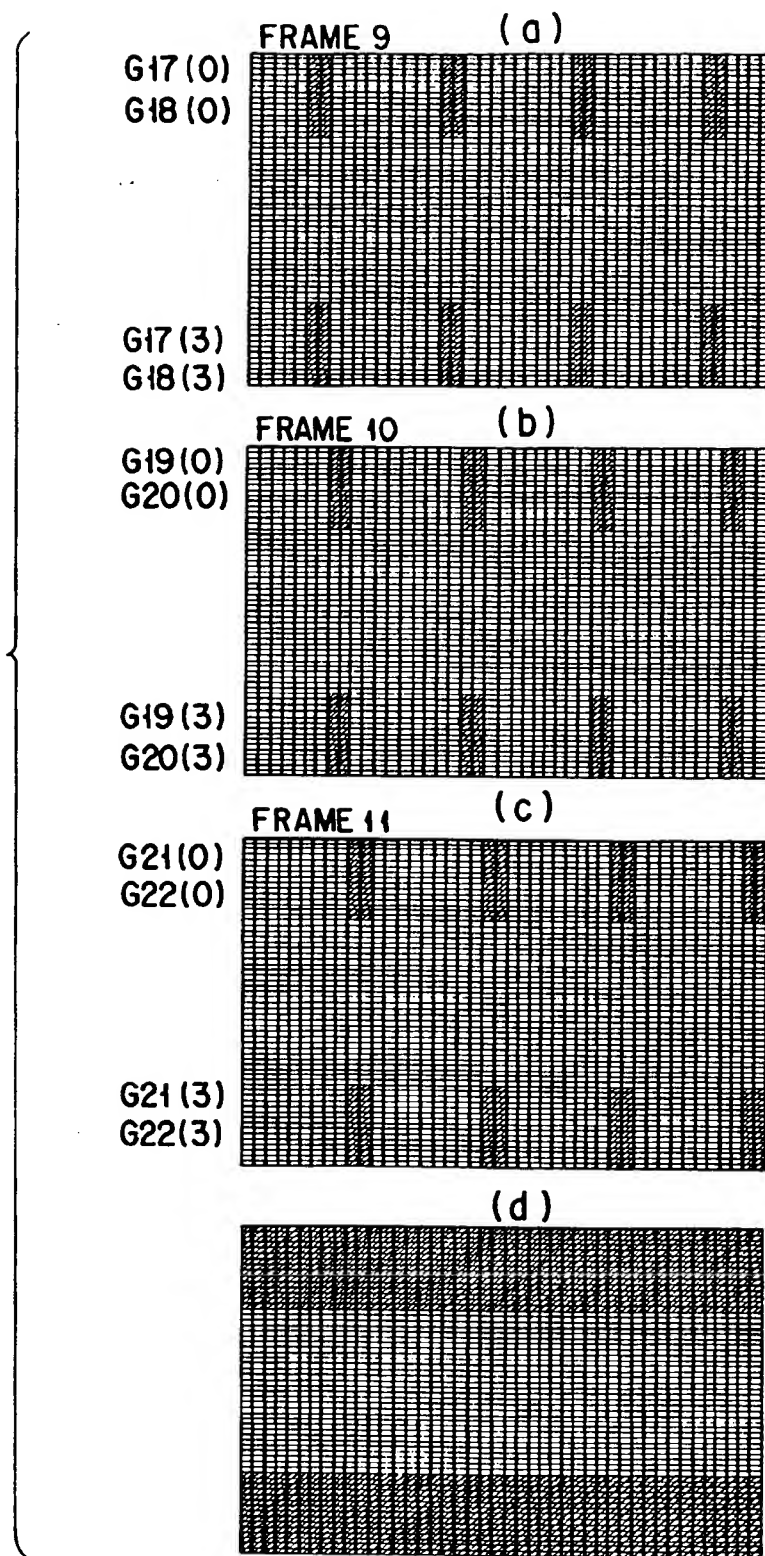 FRAME 9 (a)
G17(0)
G18(0)
G17(3)
G18(3)
FRAME 10 (b)
G19(0)
G20(0)
G19(3)
G20(3)
FRAME 11 (c)
G21(0)
G22(0)
G21(3)
G22(3)
(d)